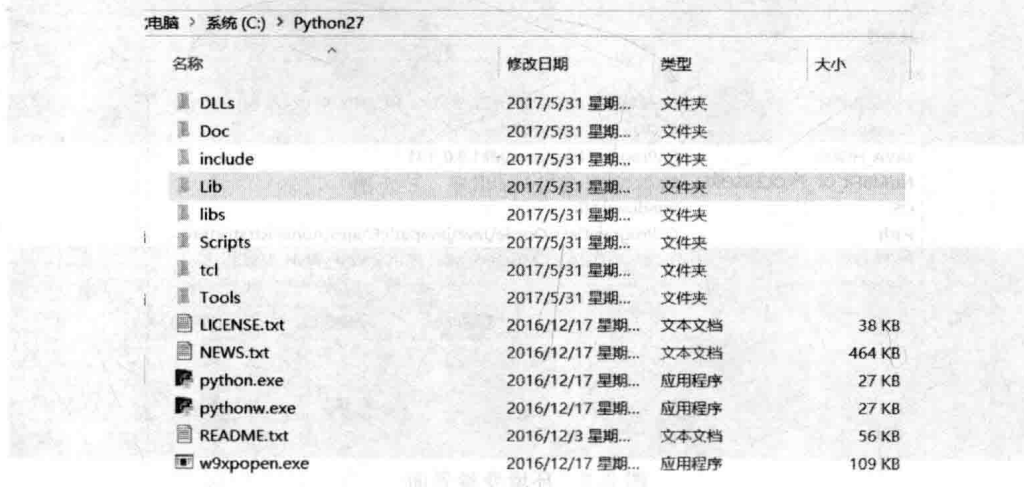 电脑 > 系统 (C:) > Python27
名称 修改日期 类型 大小
DLLs 2017/5/31 星期... 文件夹
Doc 2017/5/31 星期... 文件夹
include 2017/5/31 星期... 文件夹
Lib 2017/5/31 星期... 文件夹
libs 2017/5/31 星期... 文件夹
Scripts 2017/5/31 星期... 文件夹
tcl 2017/5/31 星期... 文件夹
Tools 2017/5/31 星期... 文件夹
LICENSE.txt 2016/12/17 星期... 文本文档 38 KB
NEWS.txt 2016/12/17 星期... 文本文档 464 KB
python.exe 2016/12/17 星期... 应用程序 27 KB
pythonw.exe 2016/12/17 星期... 应用程序 27 KB
README.txt 2016/12/3 星期... 文本文档 56 KB
w9xpopen.exe 2016/12/17 星期... 应用程序 109 KB